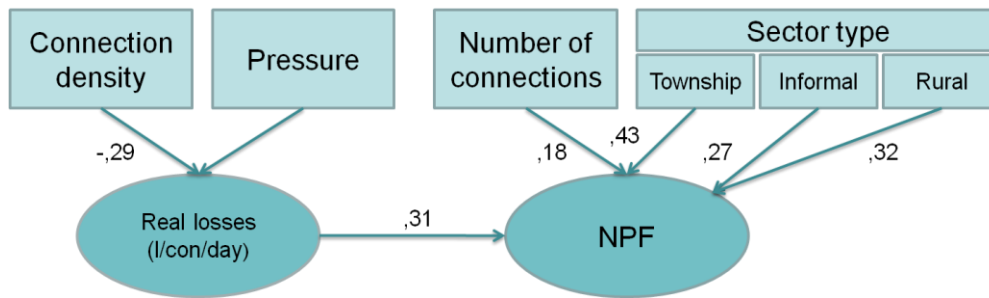 Connection
density
Pressure
Number of
connections
Sector type
Township
Informal
Rural
-,29
,18
,43
,27
,32
Real losses
(l/con/day)
,31
NPF